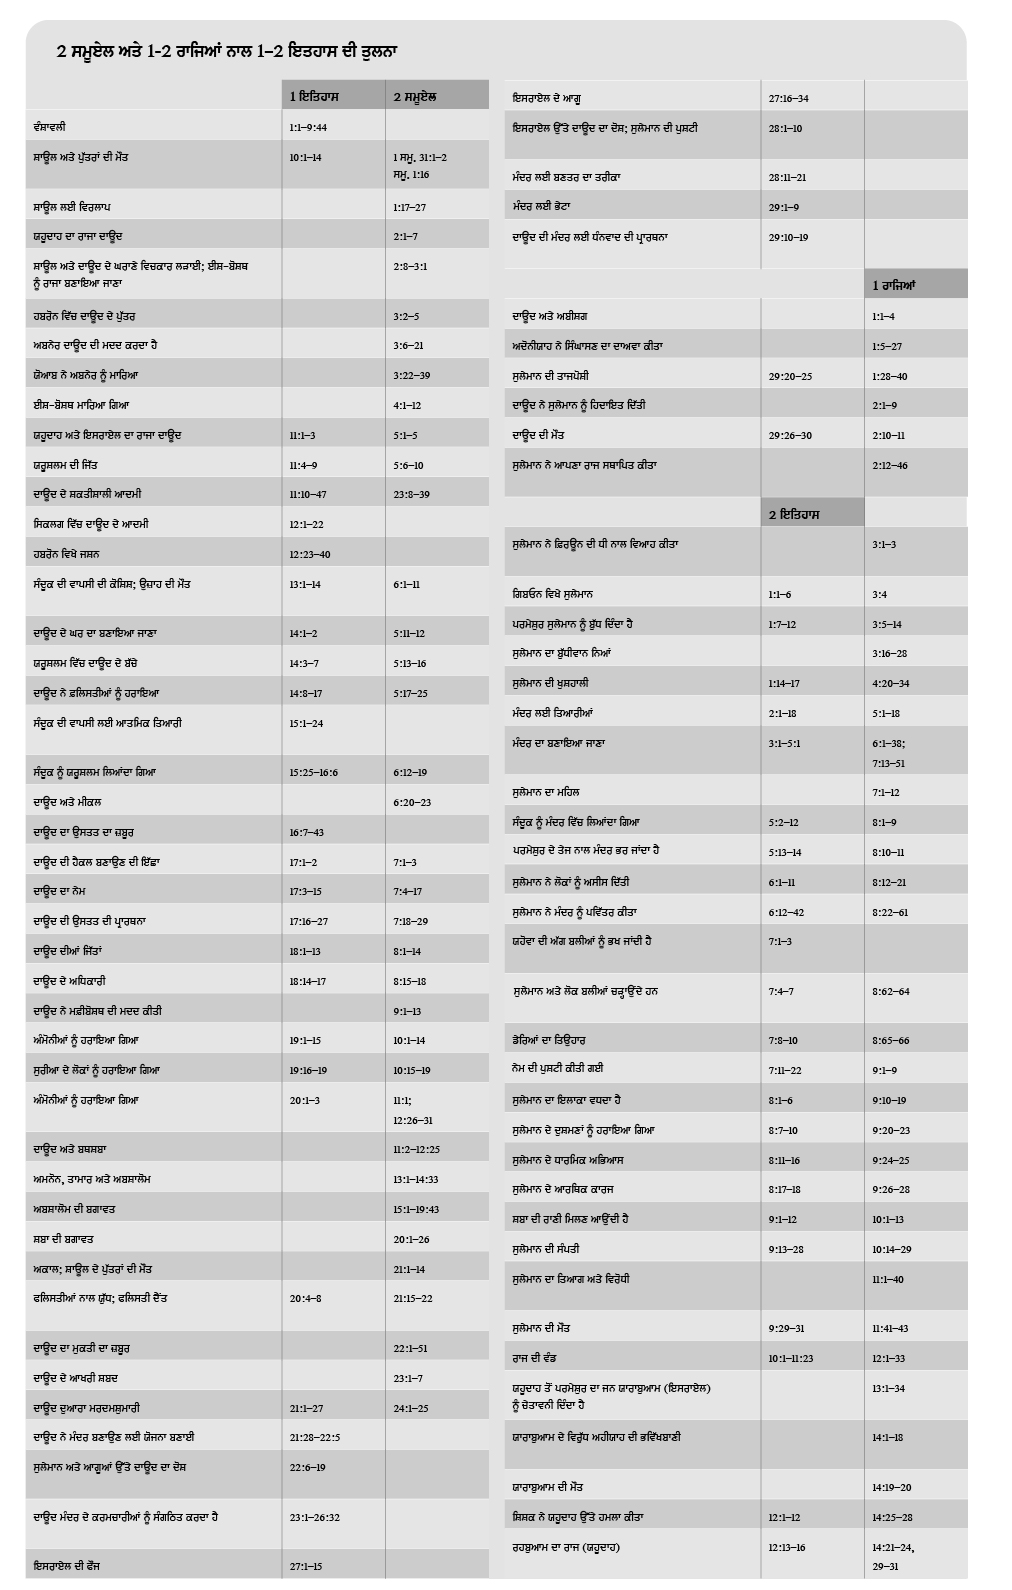 2 ਸਮੂਏਲ ਅਤੇ 1-2 ਰਾਜਿਆਂ ਨਾਲ 1–2 ਇਤਹਾਸ ਦੀ ਤੁਲਨਾ
1 ਇਤਿਹਾਸ 2 ਸਮੂਏਲ
ਵੰਸ਼ਾਵਲੀ 1:1–9:44
ਸ਼ਾਊਲ ਅਤੇ ਪੁੱਤਰਾਂ ਦੀ ਮੌਤ 10:1–14 1 ਸਮੂ. 31:1–2
ਸਮੂ. 1:16
ਸ਼ਾਊਲ ਲਈ ਵਿਰਲਾਪ 1:17–27
ਯਹੂਦਾਹ ਦਾ ਰਾਜਾ ਦਾਊਦ 2:1–7
ਸ਼ਾਊਲ ਅਤੇ ਦਾਊਦ ਦੇ ਘਰਾਣੇ ਵਿਚਕਾਰ ਲੜਾਈ; ਈਸ਼-ਬੋਸ਼ਥ 2:8–3:1
ਨੂੰ ਰਾਜਾ ਬਣਾਇਆ ਜਾਣਾ
ਹਬਰੋਨ ਵਿੱਚ ਦਾਊਦ ਦੇ ਪੁੱਤਰ 3:2–5
ਅਬਨੇਰ ਦਾਊਦ ਦੀ ਮਦਦ ਕਰਦਾ ਹੈ 3:6–21
ਯੋਆਬ ਨੇ ਅਬਨੇਰ ਨੂੰ ਮਾਰਿਆ 3:22–39
ਈਸ਼-ਬੋਸ਼ਥ ਮਾਰਿਆ ਗਿਆ 4:1–12
ਯਹੂਦਾਹ ਅਤੇ ਇਸਰਾਏਲ ਦਾ ਰਾਜਾ ਦਾਊਦ 11:1–3 5:1–5
ਯਰੂਸ਼ਲਮ ਦੀ ਜਿੱਤ 11:4–9 5:6–10
ਦਾਊਦ ਦੇ ਸ਼ਕਤੀਸ਼ਾਲੀ ਆਦਮੀ 11:10–47 23:8–39
ਸਿਕਲਗ ਵਿੱਚ ਦਾਊਦ ਦੇ ਆਦਮੀ 12:1–22
ਹਬਰੋਨ ਵਿਖੇ ਜਸ਼ਨ 12:23–40
ਸੰਦੂਕ ਦੀ ਵਾਪਸੀ ਦੀ ਕੋਸ਼ਿਸ਼; ਉਜ਼ਾਹ ਦੀ ਮੌਤ 13:1–14 6:1–11
ਦਾਊਦ ਦੇ ਘਰ ਦਾ ਬਣਾਇਆ ਜਾਣਾ 14:1–2 5:11–12
ਯਰੂਸ਼ਲਮ ਵਿੱਚ ਦਾਊਦ ਦੇ ਬੱਚੇ 14:3–7 5:13–16
ਦਾਊਦ ਨੇ ਫ਼ਲਿਸਤੀਆਂ ਨੂੰ ਹਰਾਇਆ 14:8–17 5:17–25
ਸੰਦੂਕ ਦੀ ਵਾਪਸੀ ਲਈ ਆਤਮਿਕ ਤਿਆਰੀ 15:1–24
ਸੰਦੂਕ ਨੂੰ ਯਰੂਸ਼ਲਮ ਲਿਆਂਦਾ ਗਿਆ 15:25–16:6 6:12–19
ਦਾਊਦ ਅਤੇ ਮੀਕਲ 6:20–23
ਦਾਊਦ ਦਾ ਉਸਤਤ ਦਾ ਜ਼ਬੂਰ 16:7–43
ਦਾਊਦ ਦੀ ਹੈਕਲ ਬਣਾਉਣ ਦੀ ਇੱਛਾ 17:1–2 7:1–3
ਦਾਊਦ ਦਾ ਨੇਮ 17:3–15 7:4–17
ਦਾਊਦ ਦੀ ਉਸਤਤ ਦੀ ਪ੍ਰਾਰਥਨਾ 17:16–27 7:18–29
ਦਾਊਦ ਦੀਆਂ ਜਿੱਤਾਂ 18:1–13 8:1–14
ਦਾਊਦ ਦੇ ਅਧਿਕਾਰੀ 18:14–17 8:15–18
ਦਾਊਦ ਨੇ ਮਫ਼ੀਬੋਸ਼ਥ ਦੀ ਮਦਦ ਕੀਤੀ 9:1–13
ਅੰਮੋਨੀਆਂ ਨੂੰ ਹਰਾਇਆ ਗਿਆ 19:1–15 10:1–14
ਸੁਰੀਆ ਦੇ ਲੋਕਾਂ ਨੂੰ ਹਰਾਇਆ ਗਿਆ 19:16–19 10:15–19
ਅੰਮੋਨੀਆਂ ਨੂੰ ਹਰਾਇਆ ਗਿਆ 20:1–3 11:1;
12:26–31
ਦਾਊਦ ਅਤੇ ਬਥਸ਼ਬਾ 11:2–12:25
ਅਮਨੋਨ, ਤਾਮਾਰ ਅਤੇ ਅਬਸ਼ਾਲੋਮ 13:1–14:33
ਅਬਸ਼ਾਲੋਮ ਦੀ ਬਗਾਵਤ 15:1–19:43
ਸ਼ਬਾ ਦੀ ਬਗਾਵਤ 20:1–26
ਅਕਾਲ; ਸ਼ਾਊਲ ਦੇ ਪੁੱਤਰਾਂ ਦੀ ਮੌਤ 21:1–14
ਫਲਿਸਤੀਆਂ ਨਾਲ ਯੁੱਧ; ਫਲਿਸਤੀ ਦੈਂਤ 20:4–8 21:15–22
ਦਾਊਦ ਦਾ ਮੁਕਤੀ ਦਾ ਜ਼ਬੂਰ 22:1–51
ਦਾਊਦ ਦੇ ਆਖਰੀ ਸ਼ਬਦ 23:1–7
ਦਾਊਦ ਦੁਆਰਾ ਮਰਦਮਸ਼ੁਮਾਰੀ 21:1–27 24:1–25
ਦਾਊਦ ਨੇ ਮੰਦਰ ਬਣਾਉਣ ਲਈ ਯੋਜਨਾ ਬਣਾਈ 21:28–22:5
ਸੁਲੇਮਾਨ ਅਤੇ ਆਗੂਆਂ ਉੱਤੇ ਦਾਊਦ ਦਾ ਦੋਸ਼ 22:6–19
ਦਾਊਦ ਮੰਦਰ ਦੇ ਕਰਮਚਾਰੀਆਂ ਨੂੰ ਸੰਗਠਿਤ ਕਰਦਾ ਹੈ 23:1–26:32
ਇਸਰਾਏਲ ਦੀ ਫੌਜ 27:1–15
ਇਸਰਾਏਲ ਦੇ ਆਗੂ 27:16–34
ਇਸਰਾਏਲ ਉੱਤੇ ਦਾਊਦ ਦਾ ਦੋਸ਼; ਸੁਲੇਮਾਨ ਦੀ ਪੁਸ਼ਟੀ 28:1–10
ਮੰਦਰ ਲਈ ਬਣਤਰ ਦਾ ਤਰੀਕਾ 28:11–21
ਮੰਦਰ ਲਈ ਭੇਟਾ 29:1–9
ਦਾਊਦ ਦੀ ਮੰਦਰ ਲਈ ਧੰਨਵਾਦ ਦੀ ਪ੍ਰਾਰਥਨਾ 29:10–19
1 ਰਾਜਿਆਂ
ਦਾਊਦ ਅਤੇ ਅਬੀਸ਼ਗ 1:1–4
ਅਦੋਨੀਯਾਹ ਨੇ ਸਿੰਘਾਸਣ ਦਾ ਦਾਅਵਾ ਕੀਤਾ 1:5–27
ਸੁਲੇਮਾਨ ਦੀ ਤਾਜਪੋਸ਼ੀ 29:20–25 1:28–40
ਦਾਊਦ ਨੇ ਸੁਲੇਮਾਨ ਨੂੰ ਹਿਦਾਇਤ ਦਿੱਤੀ 2:1–9
ਦਾਊਦ ਦੀ ਮੌਤ 29:26–30 2:10–11
ਸੁਲੇਮਾਨ ਨੇ ਆਪਣਾ ਰਾਜ ਸਥਾਪਿਤ ਕੀਤਾ 2:12–46
2 ਇਤਿਹਾਸ
ਸੁਲੇਮਾਨ ਨੇ ਫ਼ਿਰਊਨ ਦੀ ਧੀ ਨਾਲ ਵਿਆਹ ਕੀਤਾ 3:1–3
ਗਿਬਓਨ ਵਿਖੇ ਸੁਲੇਮਾਨ 1:1–6 3:4
ਪਰਮੇਸ਼ੁਰ ਸੁਲੇਮਾਨ ਨੂੰ ਬੁੱਧ ਦਿੰਦਾ ਹੈ 1:7–12 3:5–14
ਸੁਲੇਮਾਨ ਦਾ ਬੁੱਧੀਵਾਨ ਨਿਆਂ 3:16–28
ਸੁਲੇਮਾਨ ਦੀ ਖੁਸ਼ਹਾਲੀ 1:14–17 4:20–34
ਮੰਦਰ ਲਈ ਤਿਆਰੀਆਂ 2:1–18 5:1–18
ਮੰਦਰ ਦਾ ਬਣਾਇਆ ਜਾਣਾ 3:1–5:1 6:1–38;
7:13–51
ਸੁਲੇਮਾਨ ਦਾ ਮਹਿਲ 7:1–12
ਸੰਦੂਕ ਨੂੰ ਮੰਦਰ ਵਿੱਚ ਲਿਆਂਦਾ ਗਿਆ 5:2–12 8:1–9
ਪਰਮੇਸ਼ੁਰ ਦੇ ਤੇਜ ਨਾਲ ਮੰਦਰ ਭਰ ਜਾਂਦਾ ਹੈ 5:13–14 8:10–11
ਸੁਲੇਮਾਨ ਨੇ ਲੋਕਾਂ ਨੂੰ ਅਸੀਸ ਦਿੱਤੀ 6:1–11 8:12–21
ਸੁਲੇਮਾਨ ਨੇ ਮੰਦਰ ਨੂੰ ਪਵਿੱਤਰ ਕੀਤਾ 6:12–42 8:22–61
ਯਹੋਵਾ ਦੀ ਅੱਗ ਬਲੀਆਂ ਨੂੰ ਭਖ ਜਾਂਦੀ ਹੈ 7:1–3
ਸੁਲੇਮਾਨ ਅਤੇ ਲੋਕ ਬਲੀਆਂ ਚੜ੍ਹਾਉਂਦੇ ਹਨ 7:4–7 8:62–64
ਡੇਰਿਆਂ ਦਾ ਤਿਉਹਾਰ 7:8–10 8:65–66
ਨੇਮ ਦੀ ਪੁਸ਼ਟੀ ਕੀਤੀ ਗਈ 7:11–22 9:1–9
ਸੁਲੇਮਾਨ ਦਾ ਇਲਾਕਾ ਵਧਦਾ ਹੈ 8:1–6 9:10–19
ਸੁਲੇਮਾਨ ਦੇ ਦੁਸ਼ਮਣਾਂ ਨੂੰ ਹਰਾਇਆ ਗਿਆ 8:7–10 9:20–23
ਸੁਲੇਮਾਨ ਦੇ ਧਾਰਮਿਕ ਅਭਿਆਸ 8:11–16 9:24–25
ਸੁਲੇਮਾਨ ਦੇ ਆਰਥਿਕ ਕਾਰਜ 8:17–18 9:26–28
ਸ਼ਬਾ ਦੀ ਰਾਣੀ ਮਿਲਣ ਆਉਂਦੀ ਹੈ 9:1–12 10:1–13
ਸੁਲੇਮਾਨ ਦੀ ਸੰਪਤੀ 9:13–28 10:14–29
ਸੁਲੇਮਾਨ ਦਾ ਤਿਆਗ ਅਤੇ ਵਿਰੋਧੀ 11:1–40
ਸੁਲੇਮਾਨ ਦੀ ਮੌਤ 9:29–31 11:41–43
ਰਾਜ ਦੀ ਵੰਡ 10:1–11:23 12:1–33
ਯਹੂਦਾਹ ਤੋਂ ਪਰਮੇਸ਼ੁਰ ਦਾ ਜਨ ਯਾਰਾਬੁਆਮ (ਇਸਰਾਏਲ) 13:1–34
ਨੂੰ ਚੇਤਾਵਨੀ ਦਿੰਦਾ ਹੈ
ਯਾਰਾਬੁਆਮ ਦੇ ਵਿਰੁੱਧ ਅਹੀਯਾਹ ਦੀ ਭਵਿੱਖਬਾਣੀ 14:1–18
ਯਾਰਾਬੁਆਮ ਦੀ ਮੌਤ 14:19–20
ਸ਼ਿਸ਼ਕ ਨੇ ਯਹੂਦਾਹ ਉੱਤੇ ਹਮਲਾ ਕੀਤਾ 12:1–12 14:25–28
ਰਹਬੁਆਮ ਦਾ ਰਾਜ (ਯਹੂਦਾਹ) 12:13–16 14:21–24,
29–31